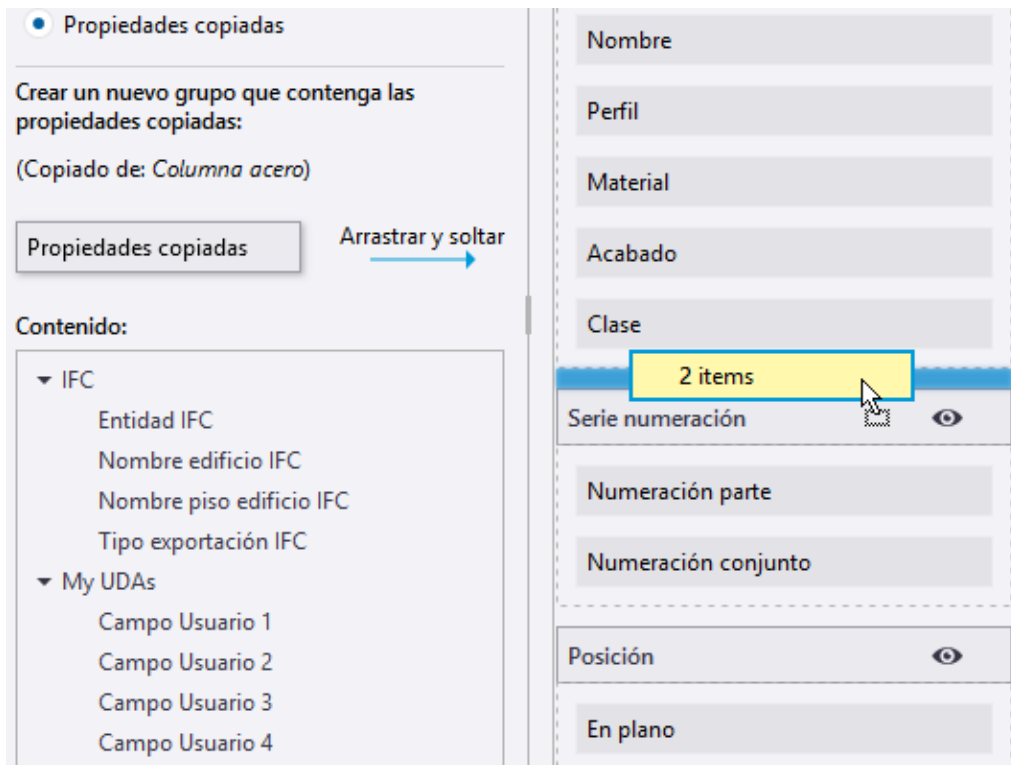 Propiedades copiadas
Crear un nuevo grupo que contenga las
propiedades copiadas:
(Copiado de: Columna acero)
Propiedades copiadas
Arrastrar y soltar
Contenido:
IFC
Entidad IFC
Nombre edificio IFC
Nombre piso edificio IFC
Tipo exportación IFC
My UDAs
Campo Usuario 1
Campo Usuario 2
Campo Usuario 3
Campo Usuario 4
Nombre
Perfil
Material
Acabado
Clase
2 items
Serie numeración
Numeración parte
Numeración conjunto
Posición
En plano